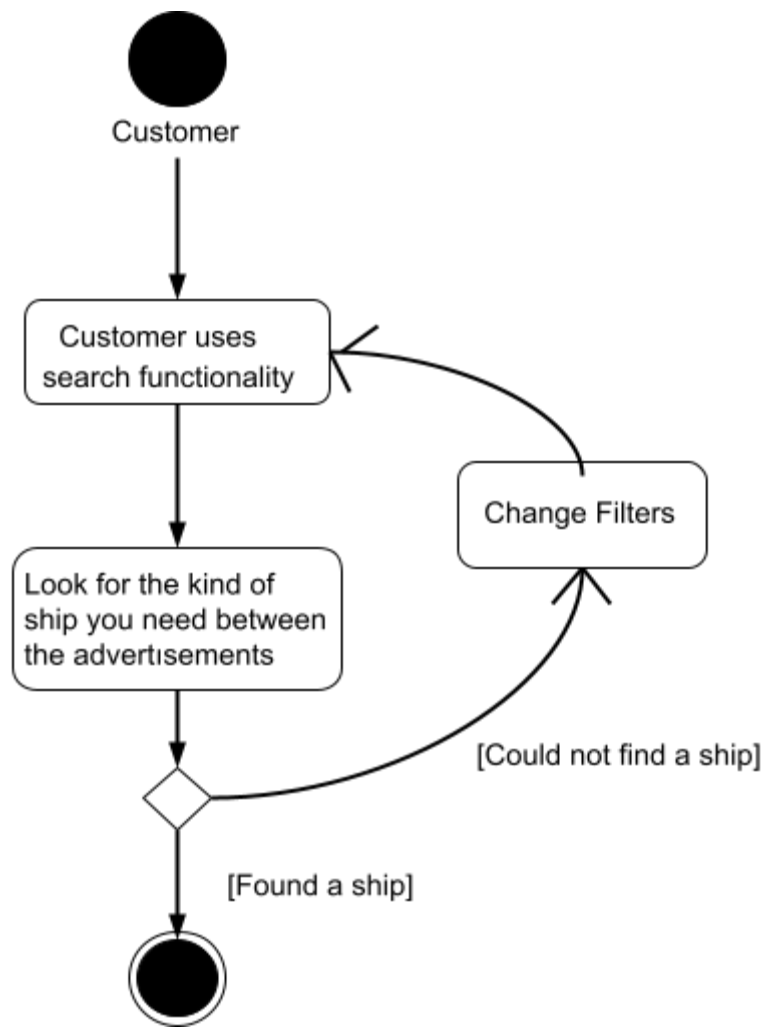 Customer
Customer uses
search functionality
Change Filters
Look for the kind of
ship you need between
the advertısements
[Could not find a ship]
[Found a ship]